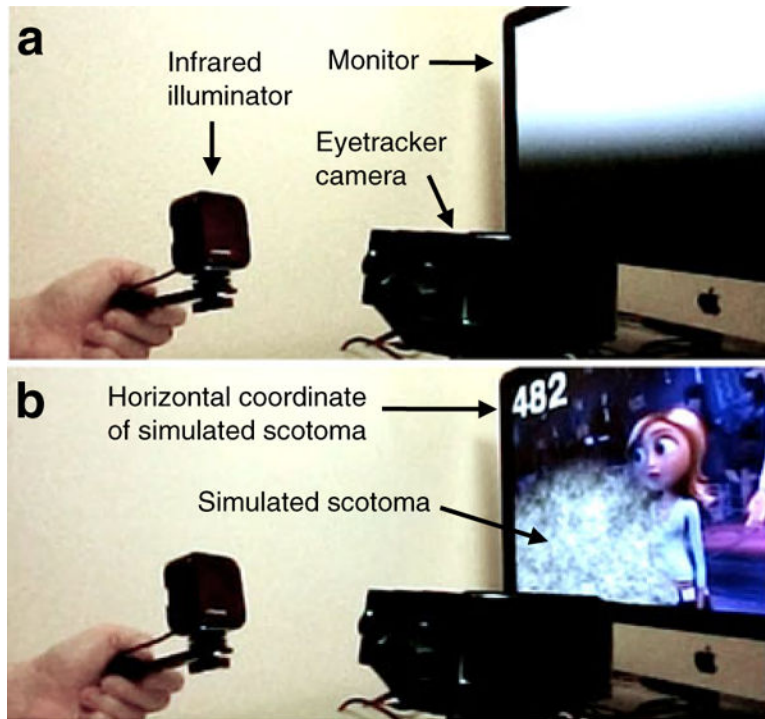 a
Infrared
illuminator
Monitor
Eyetracker
camera
b
Horizontal coordinate
of simulated scotoma
482
Simulated scotoma